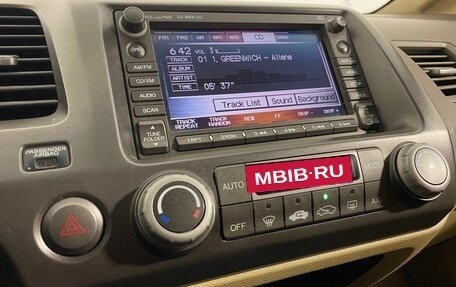 FM1 FM2 AM XM1 XM2 CD CARD
6:42 VOL 3
TRACK 01 1. GREENWICH - Aliens
ALBUM
ARTIST
TIME 05' 37"
Track List Sound Background
TRACK REPEAT TRACK RANDOM REW FF SKIP- SKIP+
AM/FM
CD/XM
AUDIO
SCAN
TUNE FOLDER
PASSENGER AIRBAG
AUTO
MBIB·RU
MODE
OFF
A/C